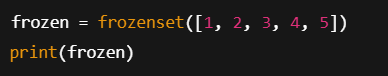 frozen = frozenset([1, 2, 3, 4, 5])
print(frozen)